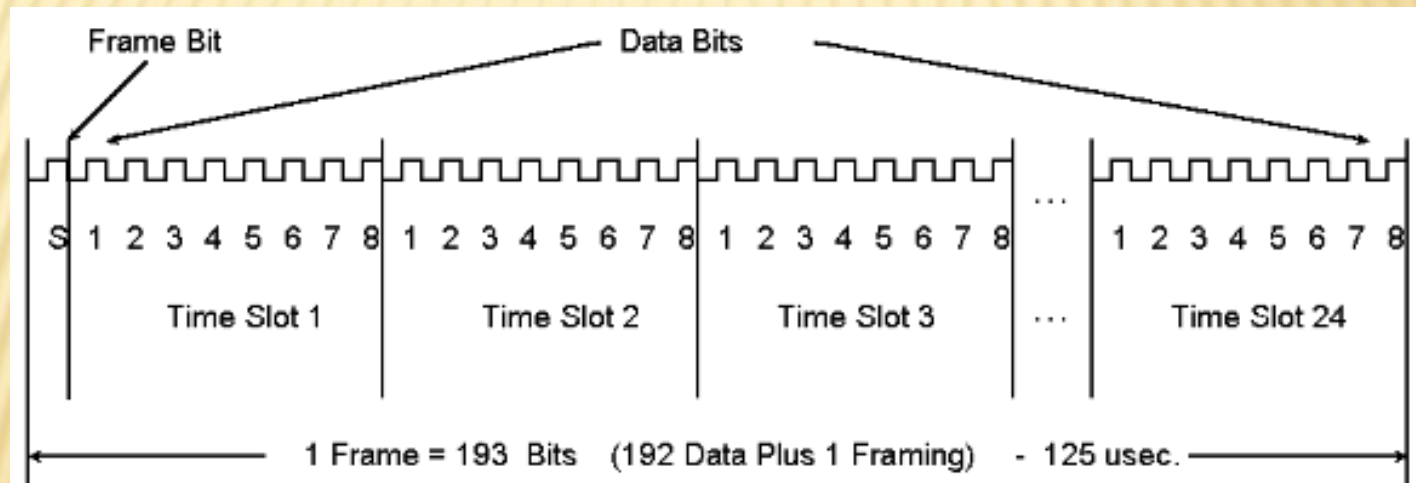 Frame Bit Data Bits
S 1 2 3 4 5 6 7 8 1 2 3 4 5 6 7 8 1 2 3 4 5 6 7 8 ... 1 2 3 4 5 6 7 8
Time Slot 1 Time Slot 2 Time Slot 3 ... Time Slot 24
1 Frame = 193 Bits (192 Data Plus 1 Framing) - 125 usec.